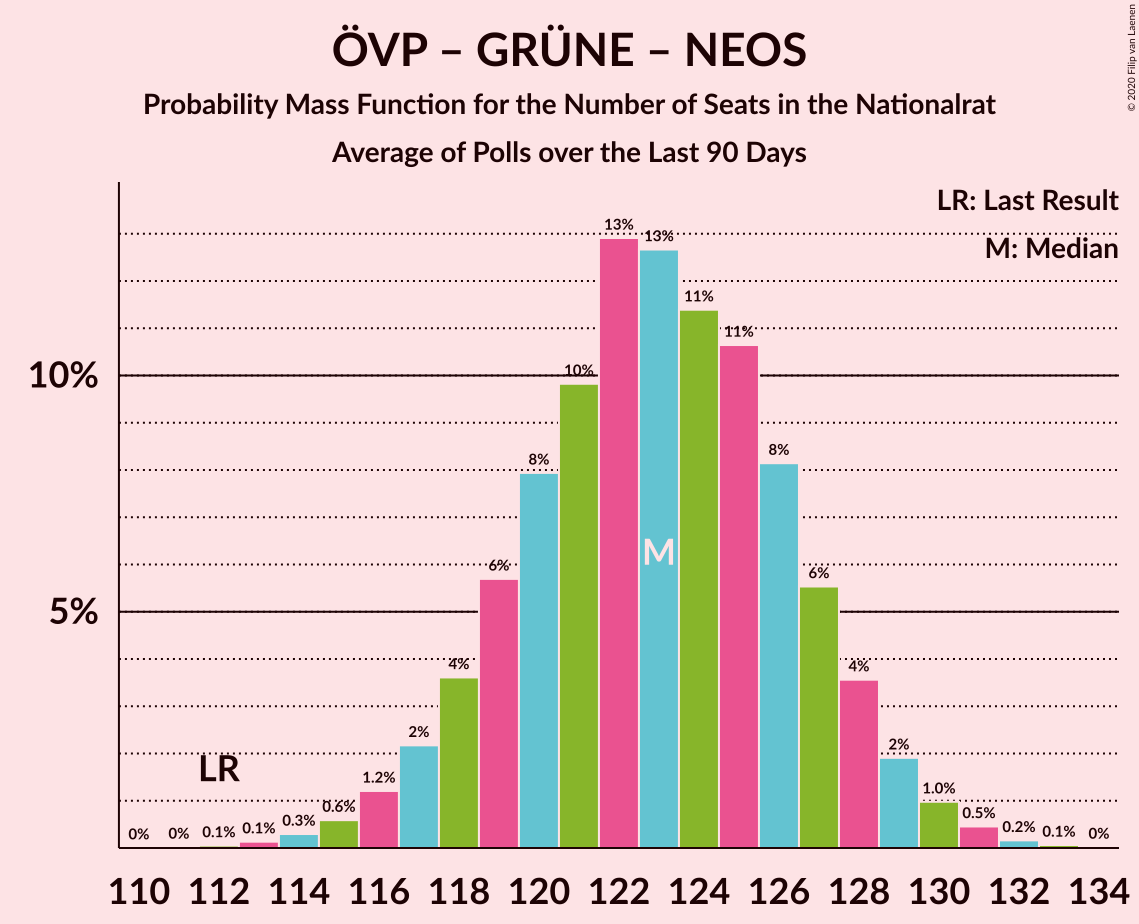 ÖVP – GRÜNE – NEOS
Probability Mass Function for the Number of Seats in the Nationalrat
Average of Polls over the Last 90 Days
© 2020 Filip van Laenen
LR: Last Result
M: Median
13%
13%
11%
11%
10%
10%
8%
8%
M
6%
6%
5%
4%
4%
LR
2%
2%
1.2%
1.0%
0.6%
0.5%
0.3%
0.2%
0% 0% 0.1% 0.1%
0.1% 0%
110 112 114 116 118 120 122 124 126 128 130 132 134